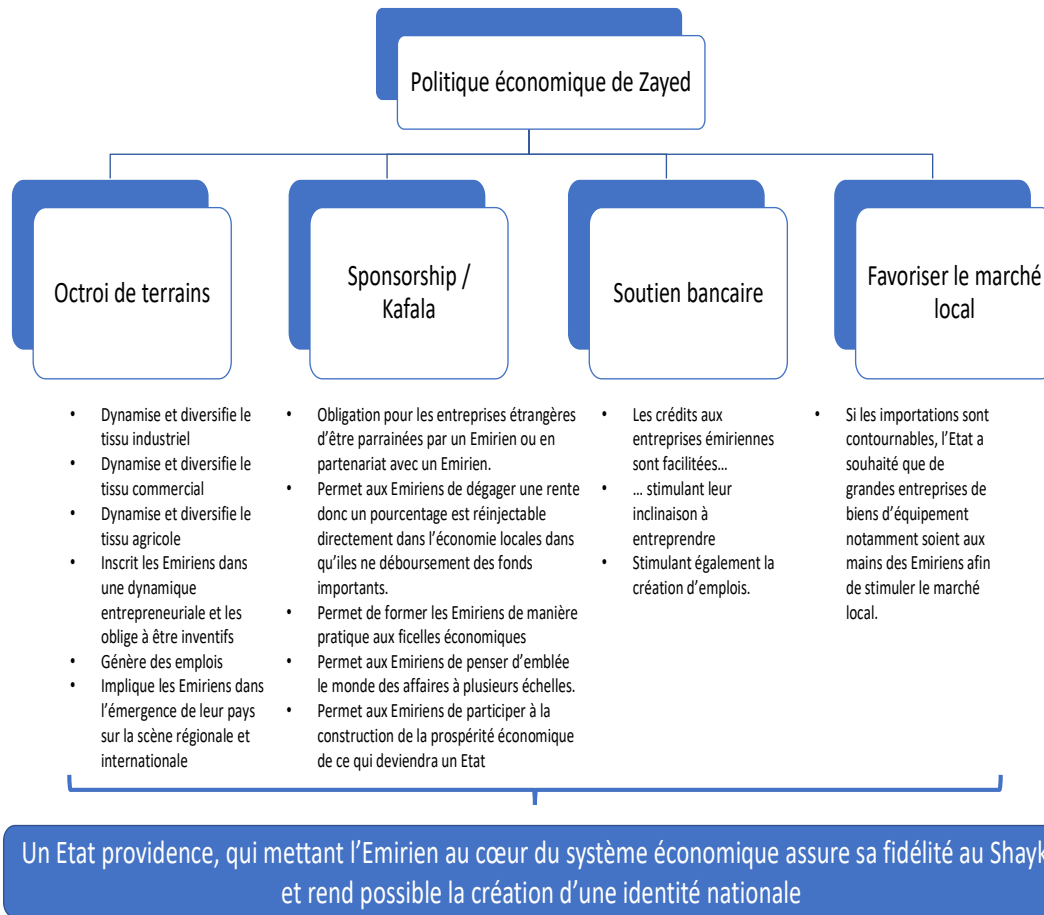 Politique économique de Zayed
Octroi de terrains
Sponsorship /
Kafala
Soutien bancaire
Favoriser le marché
local
• Dynamise et diversifie le
tissu industriel
• Dynamise et diversifie le
tissu commercial
• Dynamise et diversifie le
tissu agricole
• Inscrit les Emiriens dans
une dynamique
entrepreneuriale et les
oblige à être inventifs
• Génère des emplois
• Implique les Emiriens dans
l’émergence de leur pays
sur la scène régionale et
internationale
• Obligation pour les entreprises étrangères
d’être parrainées par un Emirien ou en
partenariat avec un Emirien.
• Permet aux Emiriens de dégager une rente
donc un pourcentage est réinjectable
directement dans l’économie locales dans
qu’iles ne déboursement des fonds
importants.
• Permet de former les Emiriens de manière
pratique aux ficelles économiques
• Permet aux Emiriens de penser d’emblée
le monde des affaires à plusieurs échelles.
• Permet aux Emiriens de participer à la
construction de la prospérité économique
de ce qui deviendra un Etat
• Les crédits aux
entreprises émiriennes
sont facilitées…
• … stimulant leur
inclinaison à
entreprendre
• Stimulant également la
création d’emplois.
• Si les importations sont
contournables, l’Etat a
souhaité que de
grandes entreprises de
biens d’équipement
notamment soient aux
mains des Emiriens afin
de stimuler le marché
local.
Un Etat providence, qui mettant l’Emirien au cœur du système économique assure sa fidélité au Shayk
et rend possible la création d’une identité nationale